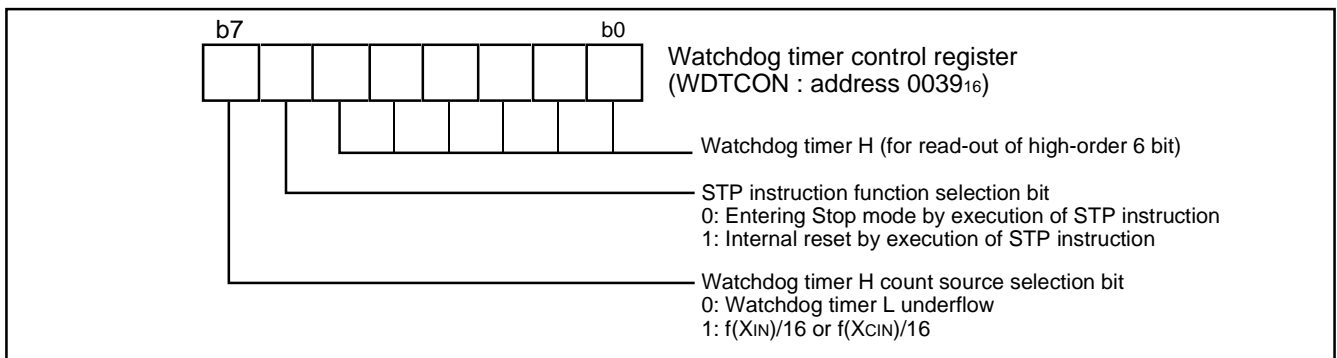 b7 b0
Watchdog timer control register
(WDTCON : address 0039₁₆)
Watchdog timer H (for read-out of high-order 6 bit)
STP instruction function selection bit
0: Entering Stop mode by execution of STP instruction
1: Internal reset by execution of STP instruction
Watchdog timer H count source selection bit
0: Watchdog timer L underflow
1: f(XIN)/16 or f(XCIN)/16